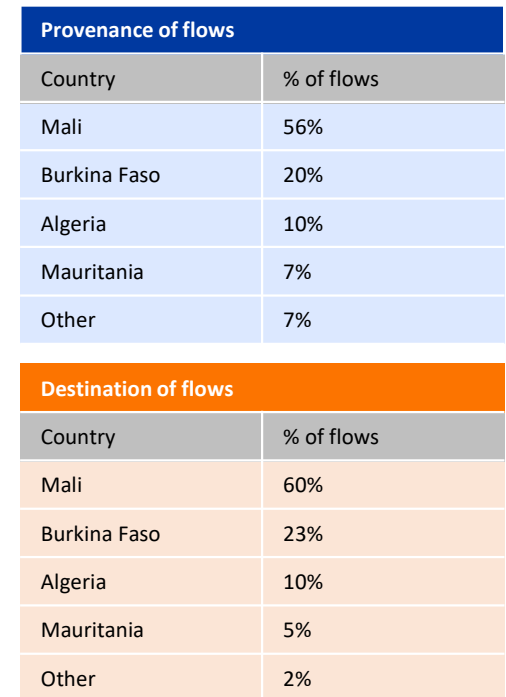 Provenance of flows
Country % of flows
Mali 56%
Burkina Faso 20%
Algeria 10%
Mauritania 7%
Other 7%
Destination of flows
Country % of flows
Mali 60%
Burkina Faso 23%
Algeria 10%
Mauritania 5%
Other 2%